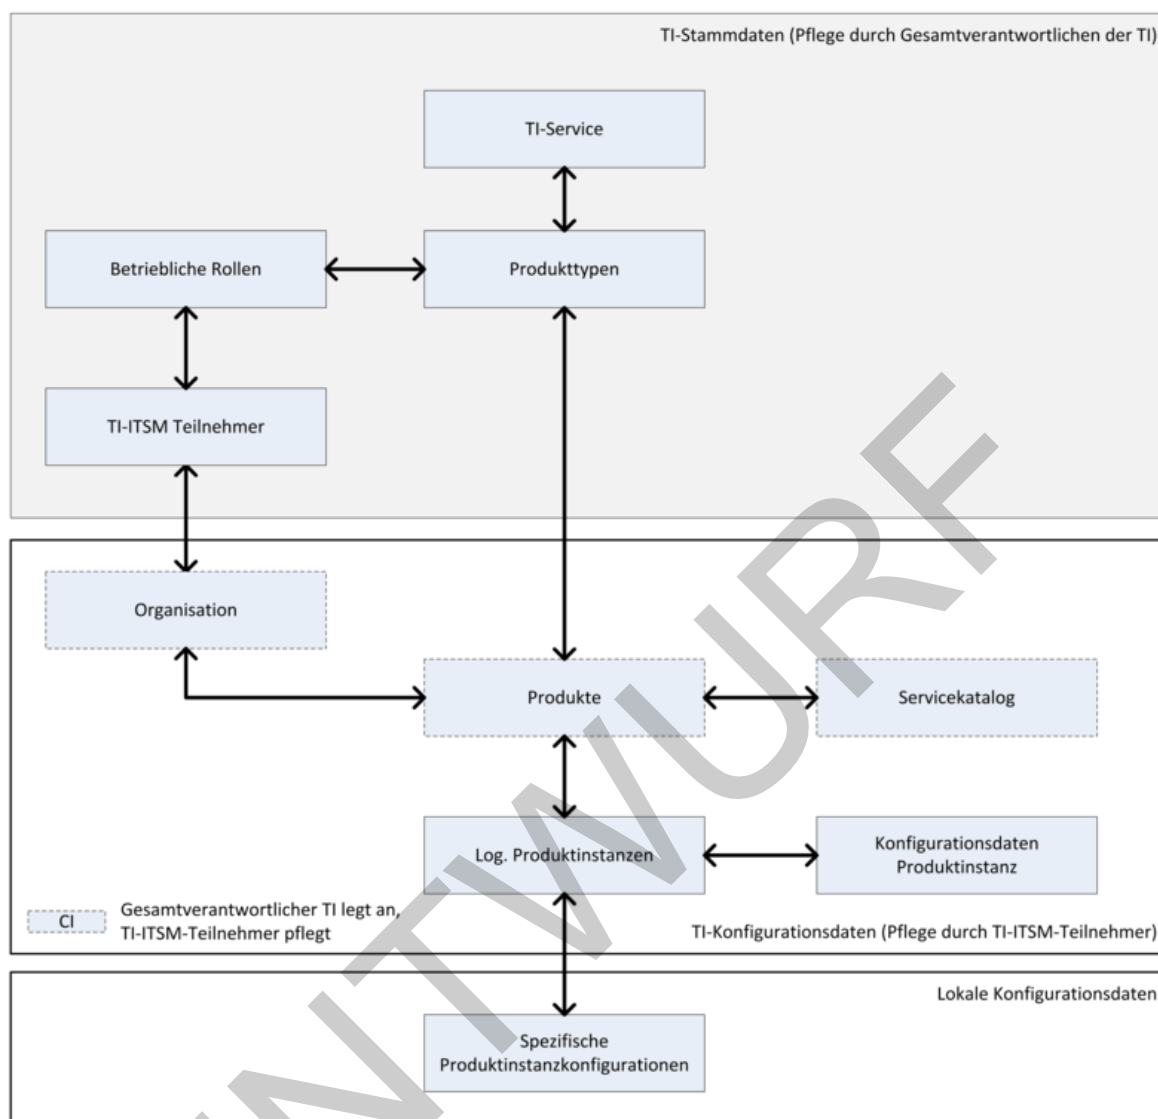 TI-Stammdaten (Pflege durch Gesamtverantwortlichen der TI)
TI-Service
Betriebliche Rollen
Produkttypen
TI-ITSM Teilnehmer
Organisation
Produkte
Servicekatalog
Log. Produktinstanzen
Konfigurationsdaten
Produktinstanz
CI
Gesamtverantwortlicher TI legt an,
TI-ITSM-Teilnehmer pflegt
TI-Konfigurationsdaten (Pflege durch TI-ITSM-Teilnehmer)
Lokale Konfigurationsdaten
Spezifische
Produktinstanzkonfigurationen
NTWURF